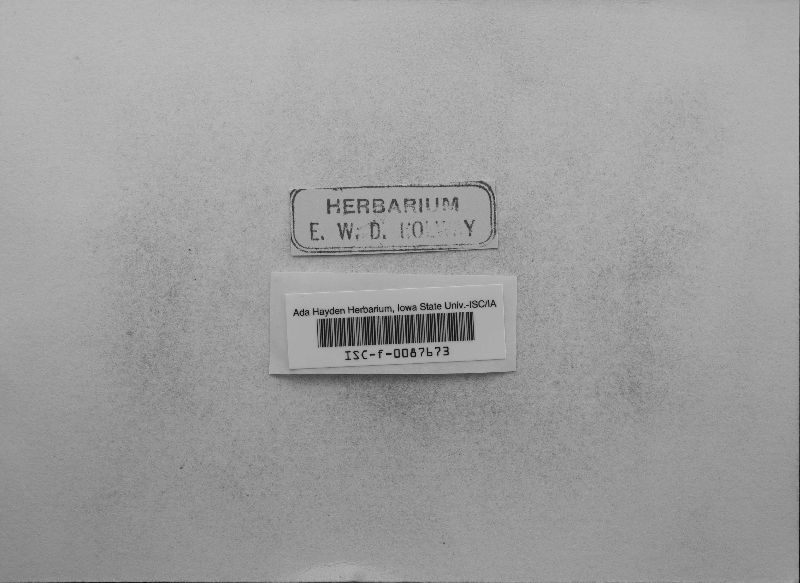 HERBARIUM
E. W. D.
Ada Hayden Herbarium, Iowa State Univ.-ISC/IA
ISC-f-0087673